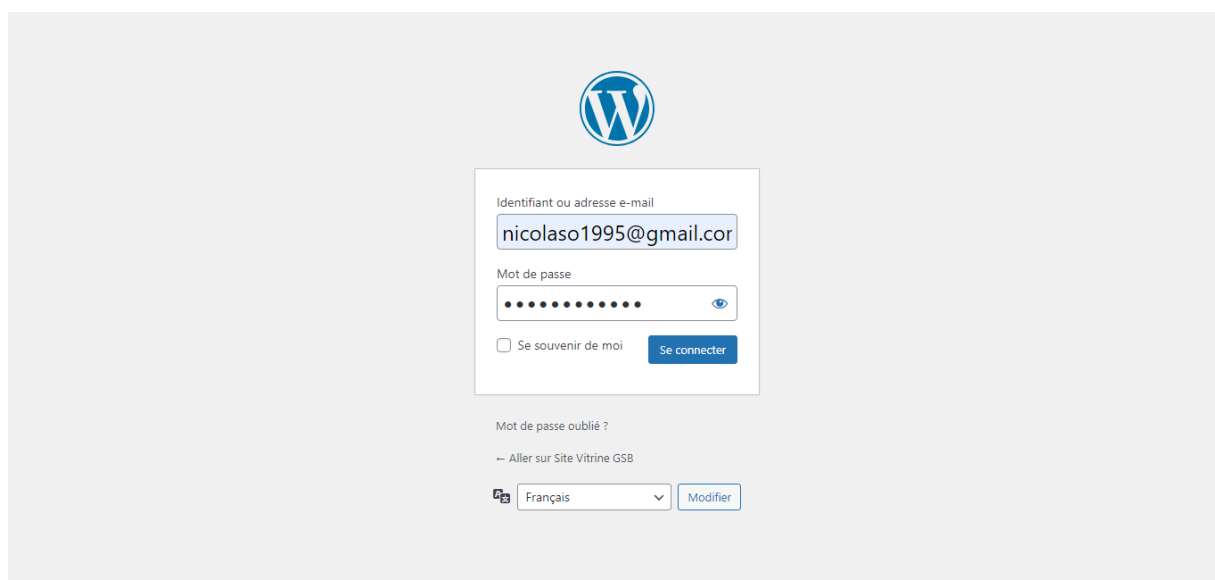 Identifiant ou adresse e-mail
nicolaso1995@gmail.cor
Mot de passe
●●●●●●●●●●●●
Se souvenir de moi
Se connecter
Mot de passe oublié ?
← Aller sur Site Vitrine GSB
Français
Modifier